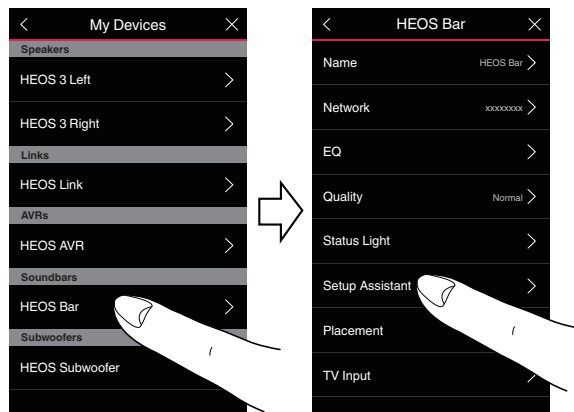 My Devices
Speakers
HEOS 3 Left
HEOS 3 Right
Links
HEOS Link
AVRs
HEOS AVR
Soundbars
HEOS Bar
Subwoofers
HEOS Subwoofer
HEOS Bar
Name HEOS Bar
Network xxxxxxxx
EQ
Quality Normal
Status Light
Setup Assistant
Placement
TV Input